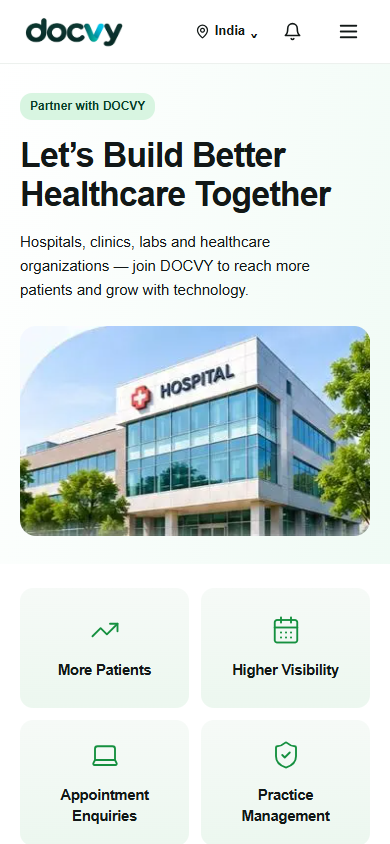 docvy
India
Partner with DOCVY
Let’s Build Better
Healthcare Together
Hospitals, clinics, labs and healthcare
organizations — join DOCVY to reach more
patients and grow with technology.
HOSPITAL
More Patients
Higher Visibility
Appointment
Enquiries
Practice
Management